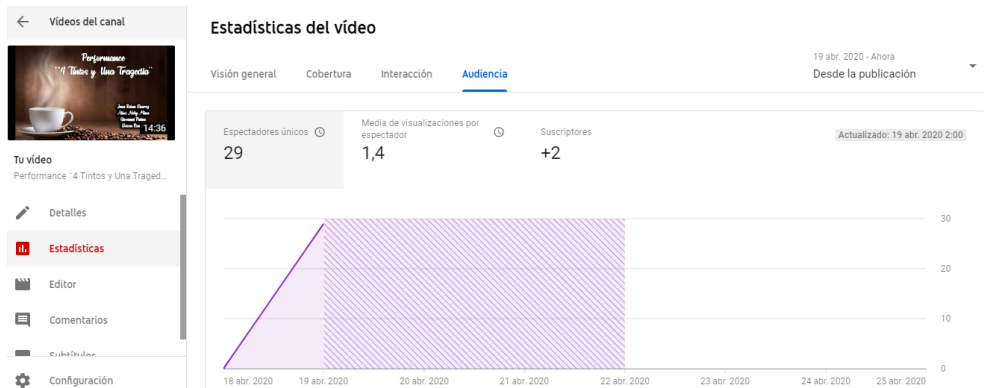 Vídeos del canal
Performance
¨4 Tintos y Una Tragedia¨
14:36
Tu vídeo
Performance ¨4 Tintos y Una Traged...
Detalles
Estadísticas
Editor
Comentarios
Subtítulos
Configuración
Estadísticas del vídeo
Visión general
Cobertura
Interacción
Audiencia
19 abr. 2020 - Ahora
Desde la publicación
Espectadores únicos
29
Media de visualizaciones por
espectador
1,4
Suscriptores
+2
Actualizado: 19 abr. 2020 2:00
30
20
10
0
18 abr. 2020
19 abr. 2020
20 abr. 2020
21 abr. 2020
22 abr. 2020
23 abr. 2020
24 abr. 2020
25 abr. 2020